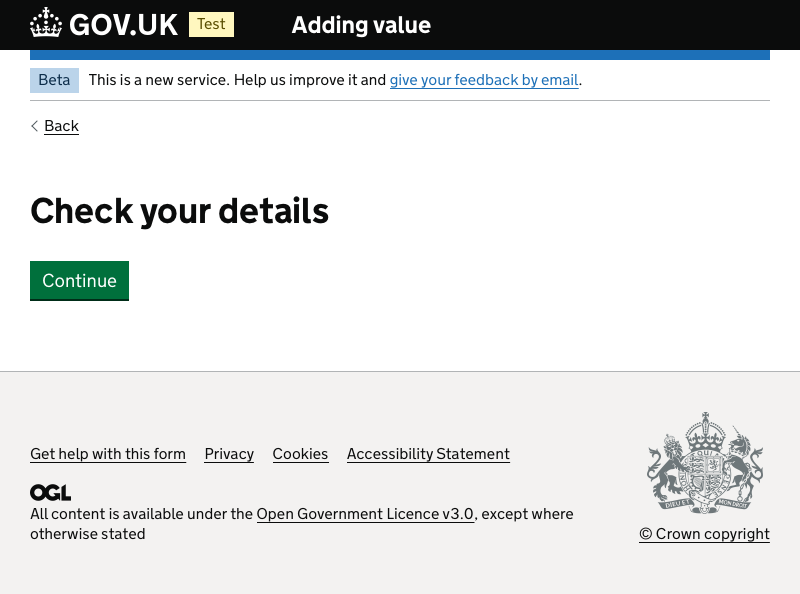 GOV.UK Test Adding value
Beta This is a new service. Help us improve it and give your feedback by email.
Back
Check your details
Continue
Get help with this form Privacy Cookies Accessibility Statement
OGL
All content is available under the Open Government Licence v3.0, except where
otherwise stated
© Crown copyright